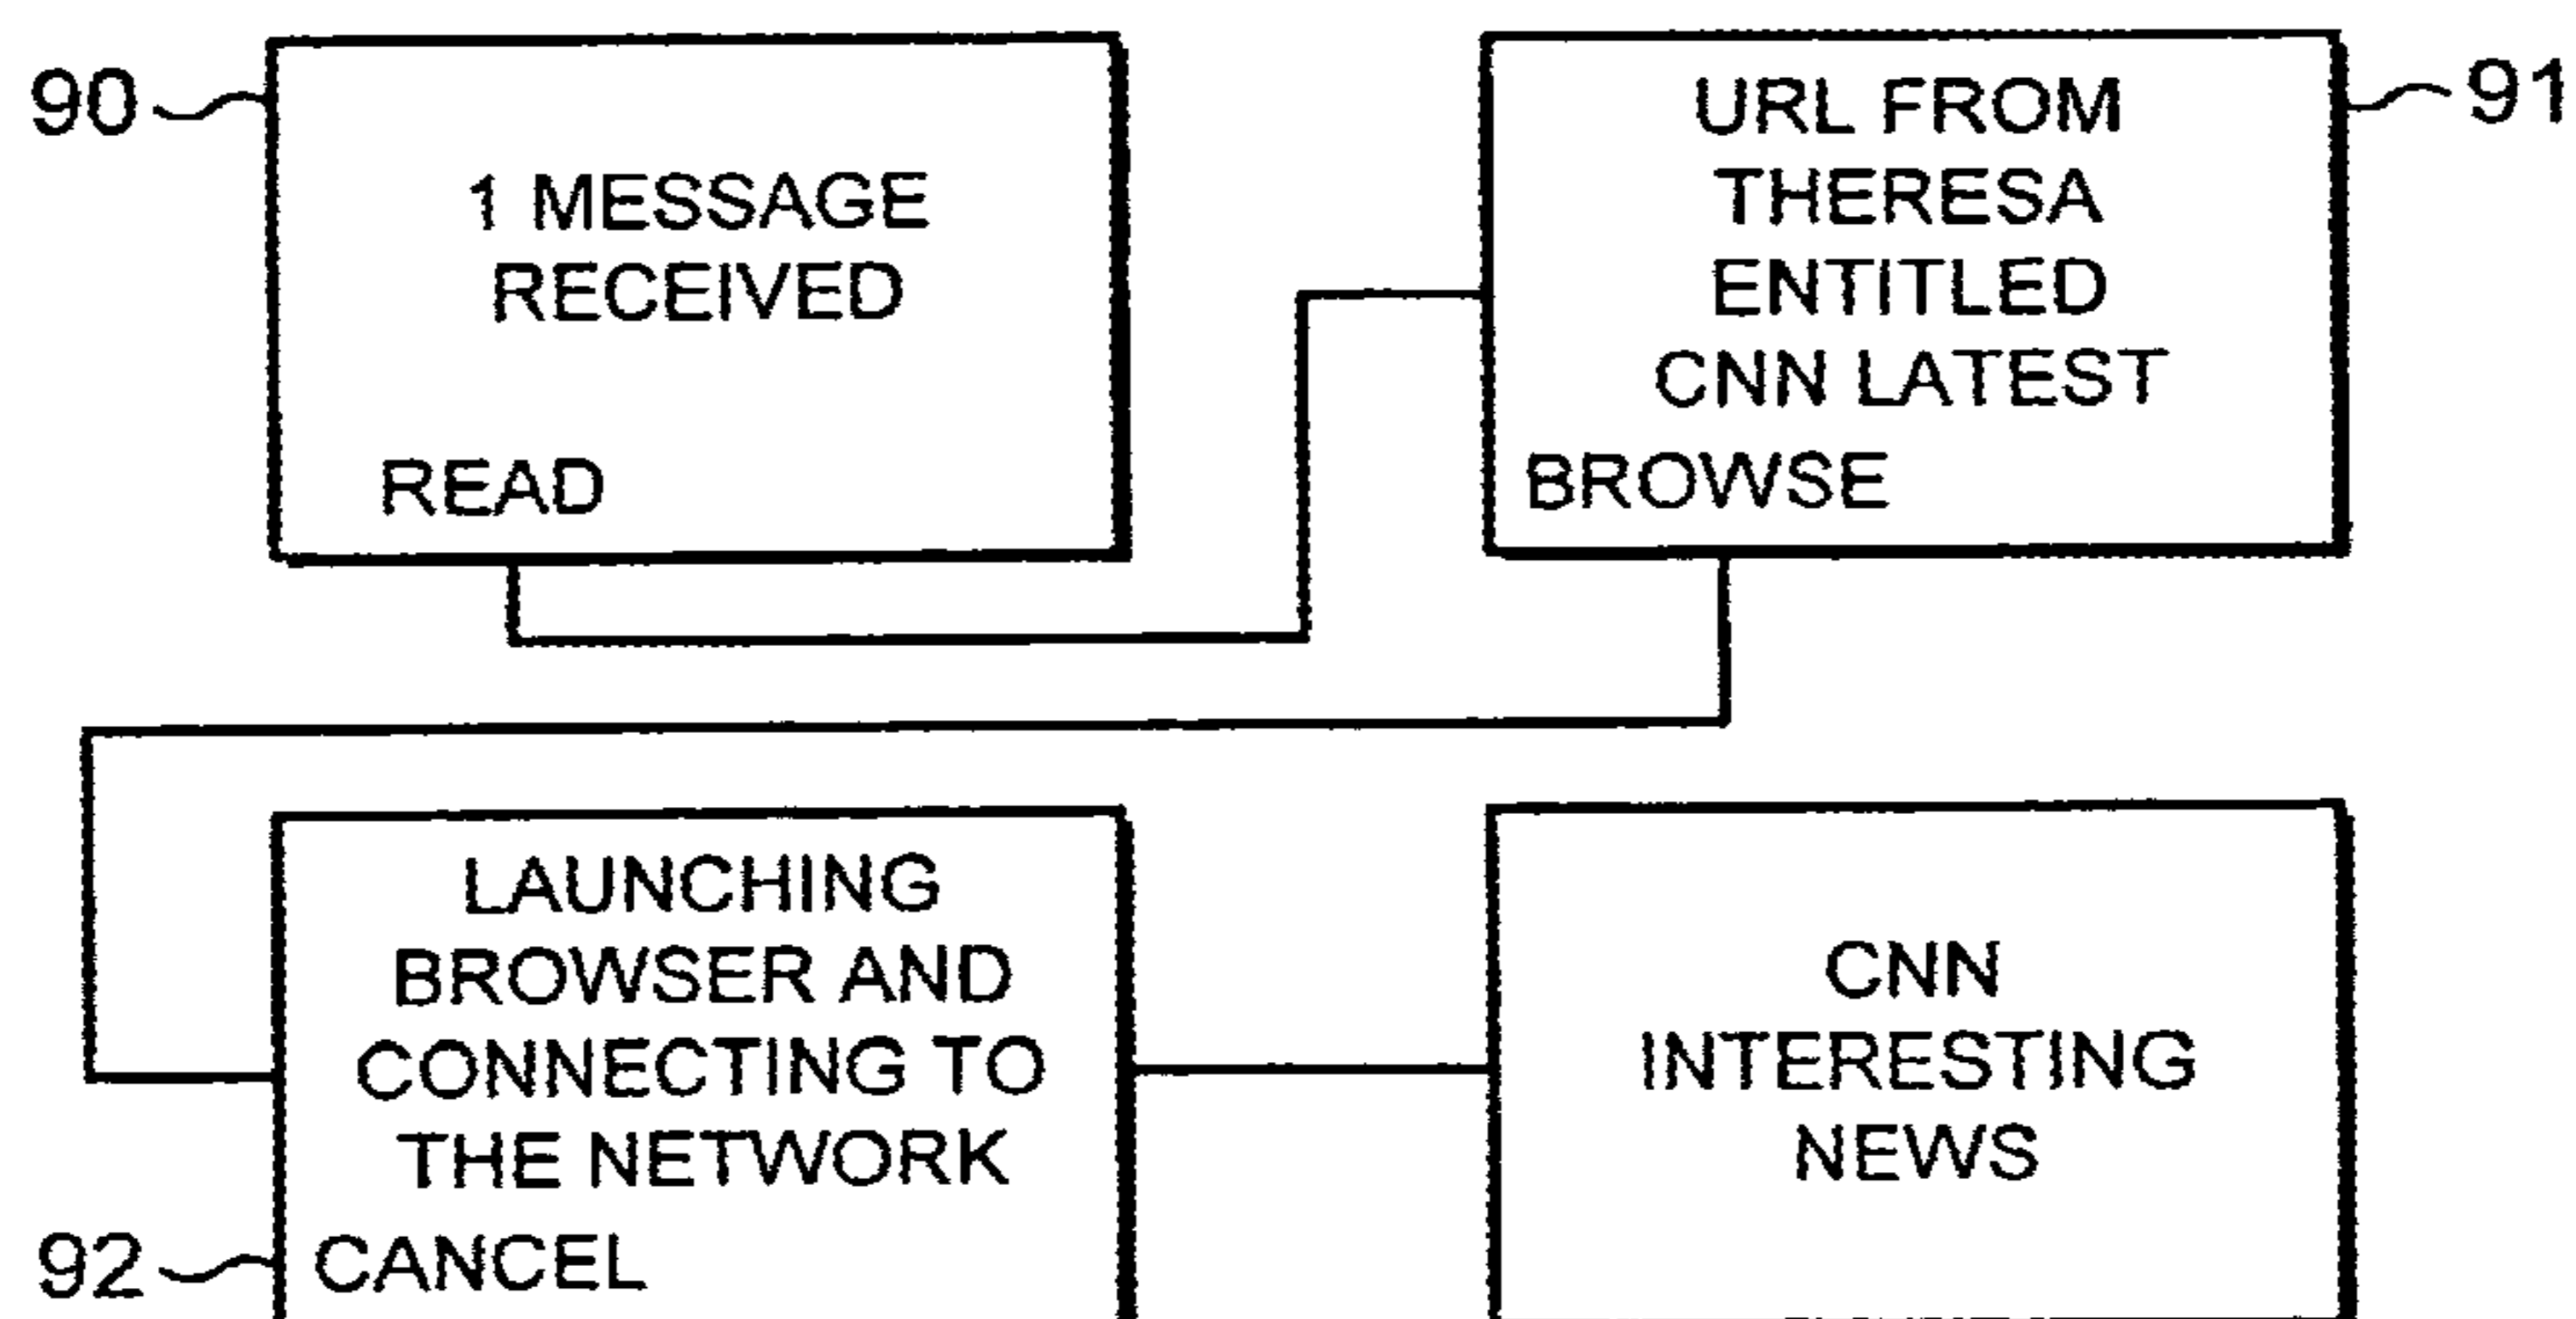 90
1 MESSAGE
RECEIVED
READ
91
URL FROM
THERESA
ENTITLED
CNN LATEST
BROWSE
LAUNCHING
BROWSER AND
CONNECTING TO
THE NETWORK
92
CANCEL
CNN
INTERESTING
NEWS